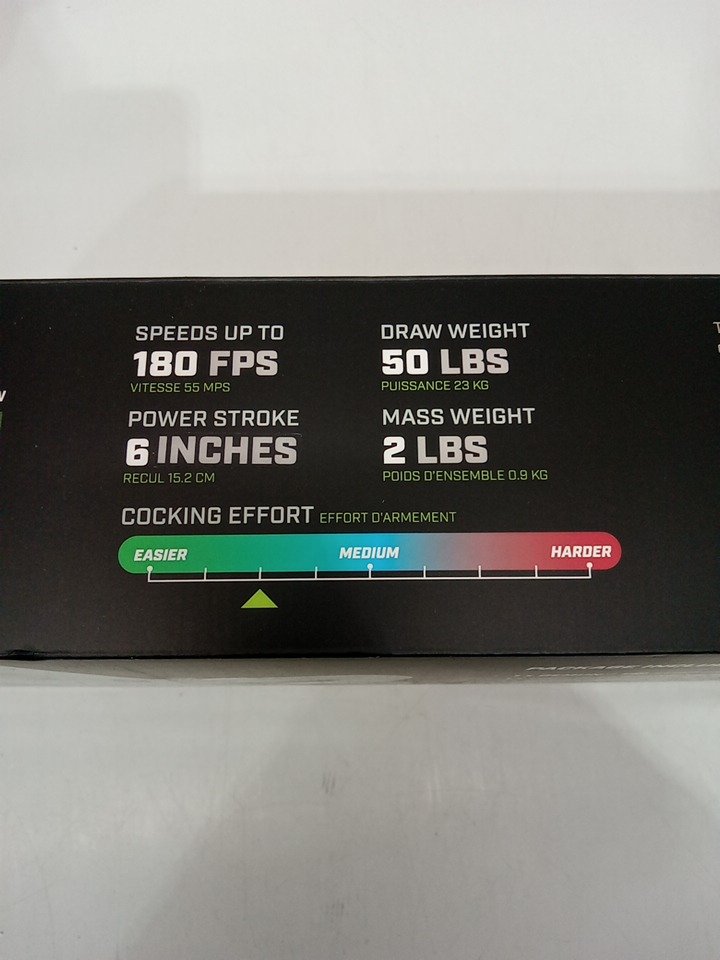 SPEEDS UP TO
180 FPS
VITESSE 55 MPS
DRAW WEIGHT
50 LBS
PUISSANCE 23 KG
POWER STROKE
6 INCHES
RECUL 15.2 CM
MASS WEIGHT
2 LBS
POIDS D'ENSEMBLE 0.9 KG
COCKING EFFORT EFFORT D'ARMEMENT
EASIER MEDIUM HARDER